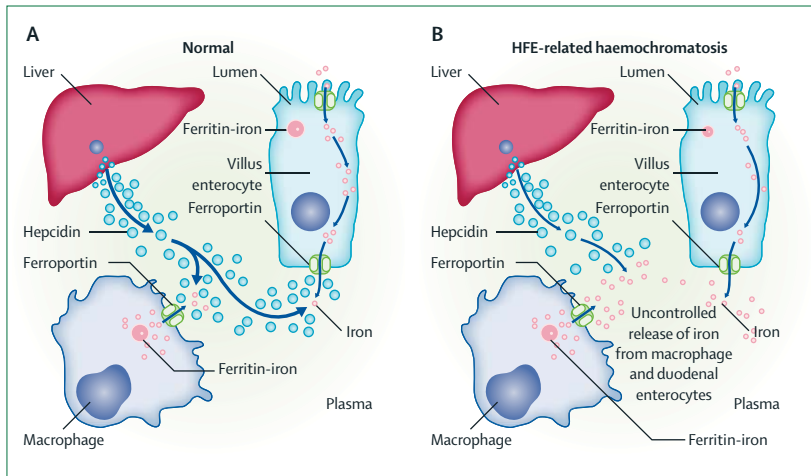 A
Normal
Liver
Lumen
Ferritin-iron
Villus
enterocyte
Ferroportin
Hepcidin
Ferroportin
Iron
Ferritin-iron
Plasma
Macrophage
B
HFE-related haemochromatosis
Liver
Lumen
Ferritin-iron
Villus
enterocyte
Ferroportin
Hepcidin
Ferroportin
Uncontrolled
release of iron
from macrophage
and duodenal
enterocytes
Iron
Plasma
Macrophage
Ferritin-iron